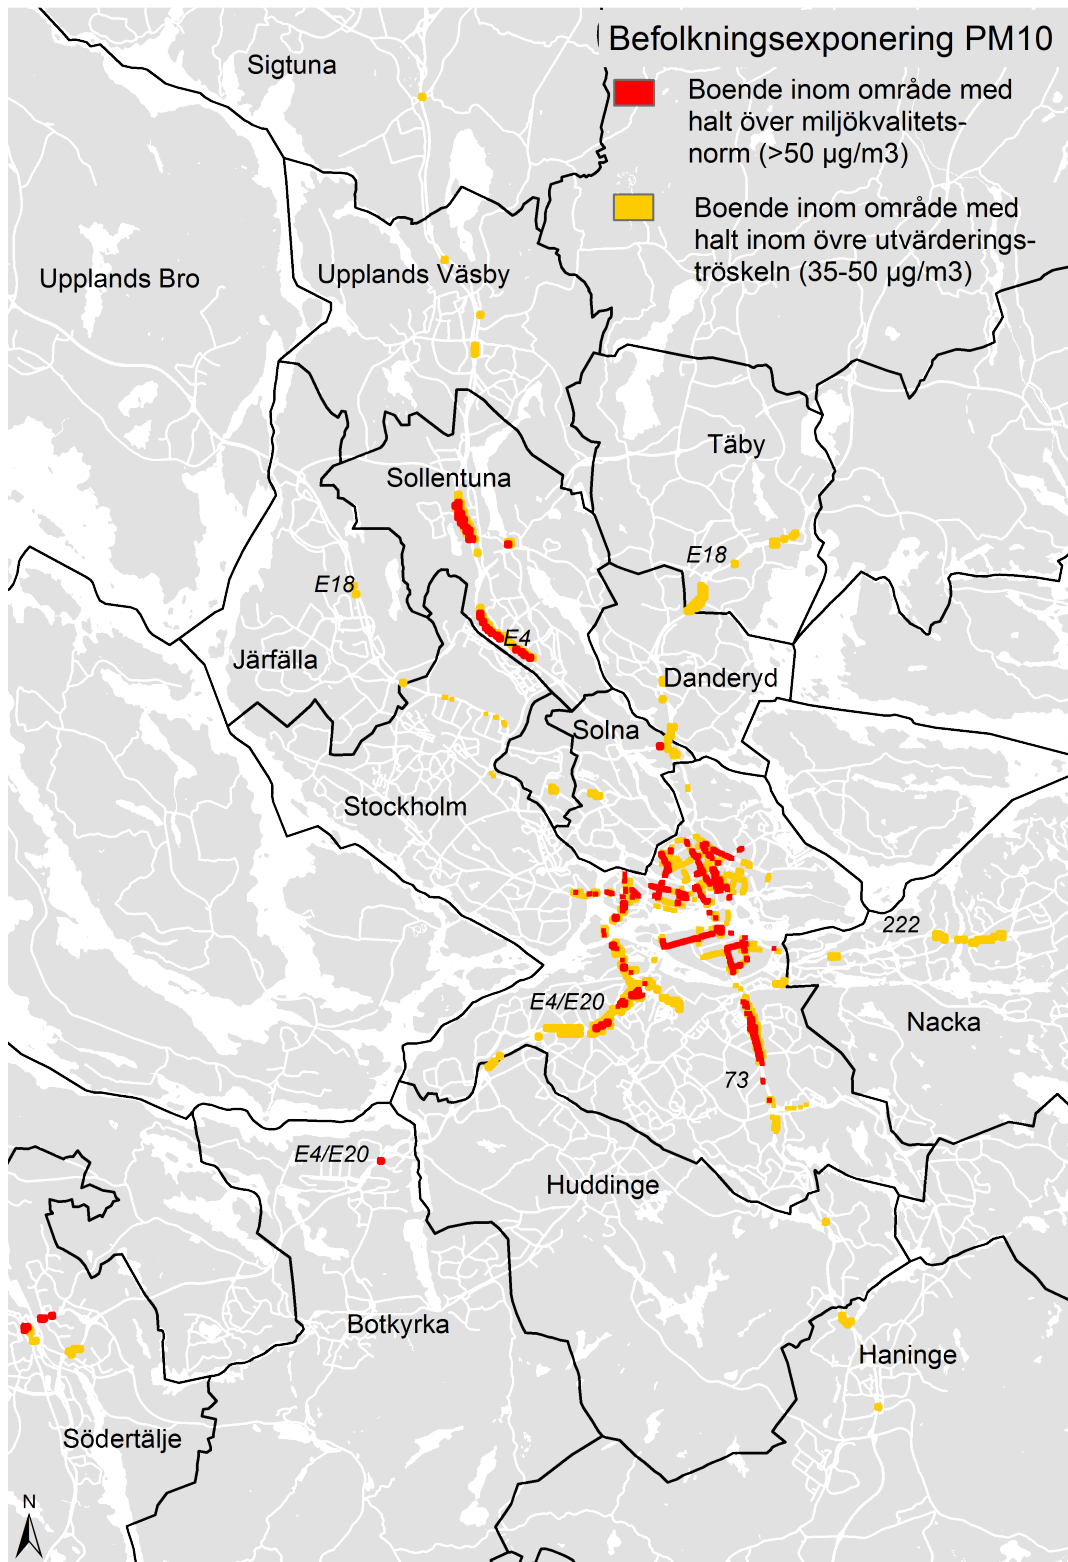 Befolkningsexponering PM10
Boende inom område med
halt över miljökvalitets-
norm (>50 µg/m3)
Boende inom område med
halt inom övre utvärderings-
tröskeln (35-50 µg/m3)
Sigtuna
Upplands Bro
Upplands Väsby
Täby
Sollentuna
E18
E18
E4
Järfälla
Danderyd
Solna
Stockholm
222
E4/E20
Nacka
73
E4/E20
Huddinge
Botkyrka
Haninge
Södertälje
N